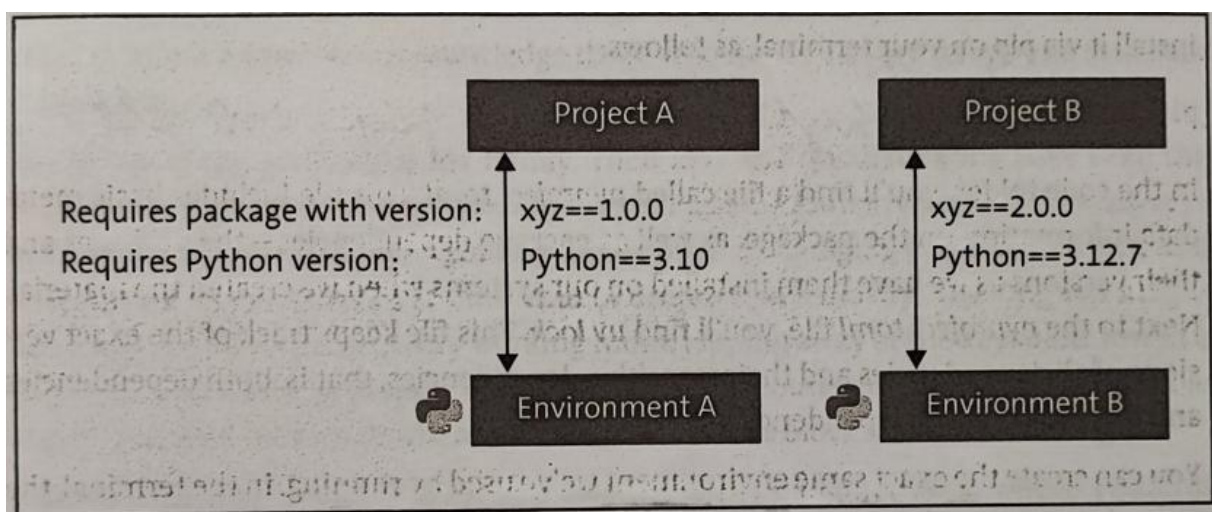 Project A Project B
Requires package with version: xyz==1.0.0 xyz==2.0.0
Requires Python version: Python==3.10 Python==3.12.7
Environment A Environment B